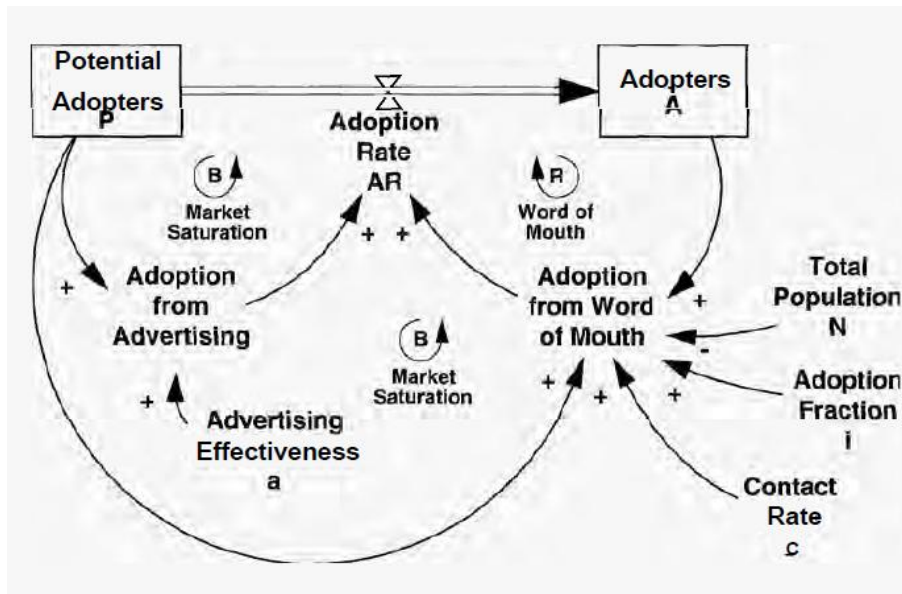 Potential
Adopters
P
Adopters
A
Adoption
Rate
AR
B
Market
Saturation
R
Word of
Mouth
+ +
+
Adoption
from
Advertising
Adoption
from Word
of Mouth
+
Total
Population
N
-
B
Market
Saturation
+
+
+
+
Adoption
Fraction
i
Advertising
Effectiveness
a
Contact
Rate
c